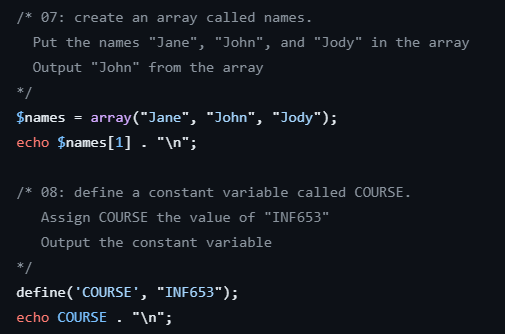 /* 07: create an array called names.
Put the names "Jane", "John", and "Jody" in the array
Output "John" from the array
*/
$names = array("Jane", "John", "Jody");
echo $names[1] . "\n";
/* 08: define a constant variable called COURSE.
Assign COURSE the value of "INF653"
Output the constant variable
*/
define('COURSE', "INF653");
echo COURSE . "\n";